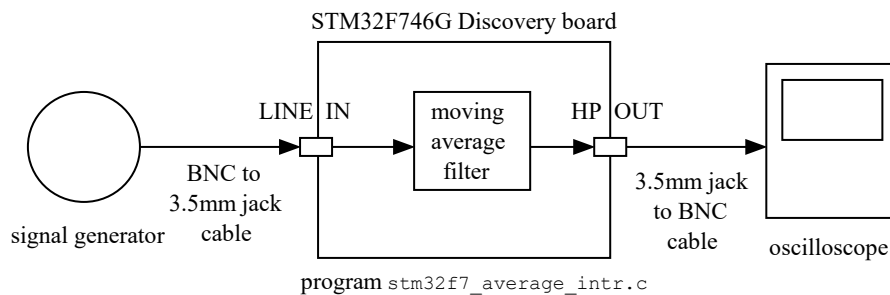 STM32F746G Discovery board
LINE IN
HP OUT
moving
average
filter
BNC to
3.5mm jack
cable
3.5mm jack
to BNC
cable
signal generator
oscilloscope
program stm32f7_average_intr.c